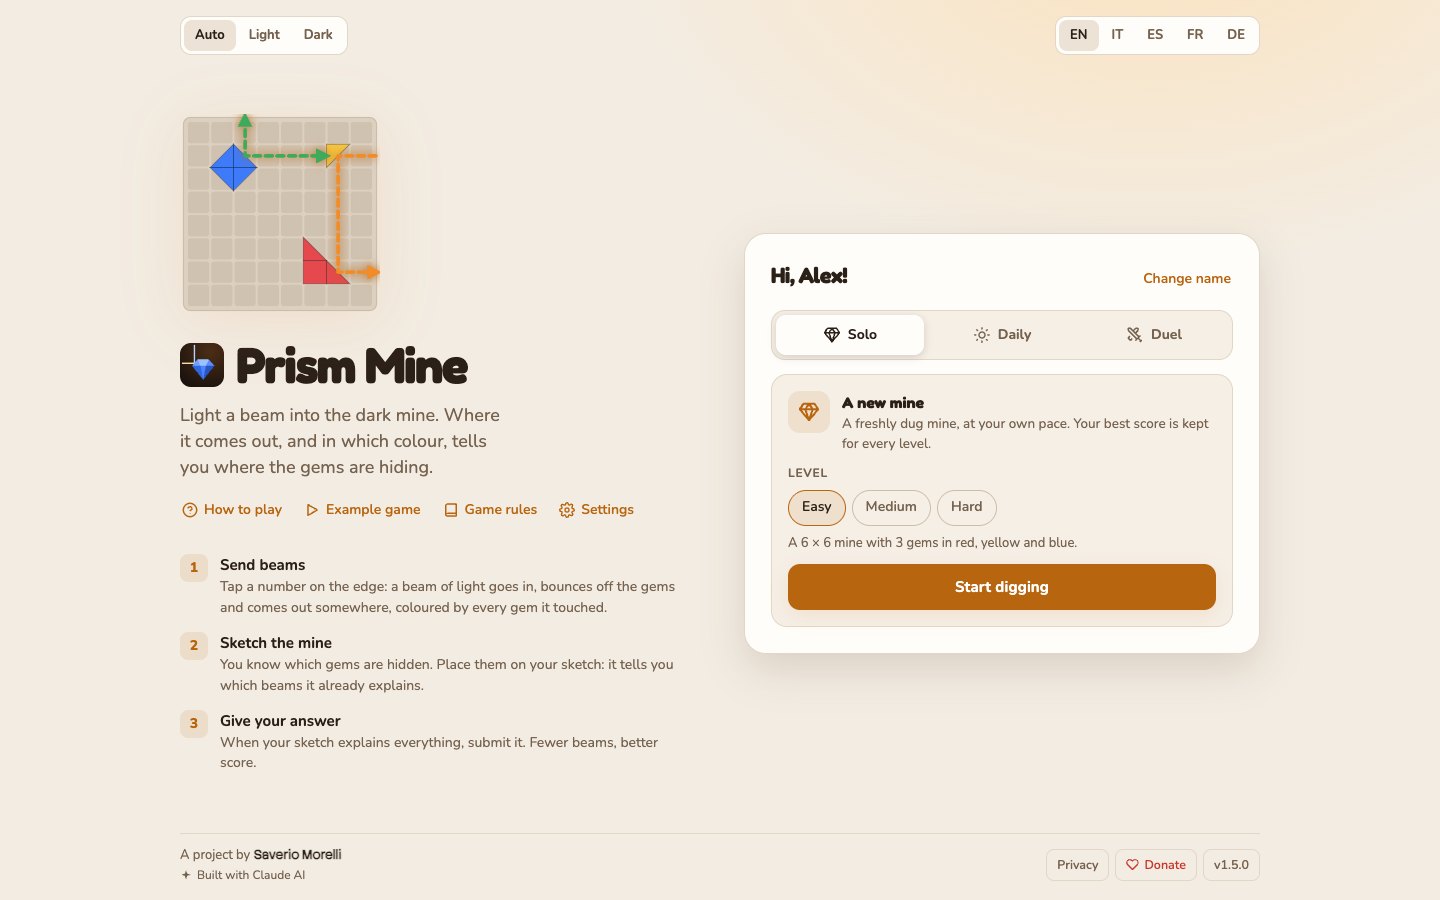 Auto Light Dark
EN IT ES FR DE
Prism Mine
Light a beam into the dark mine. Where
it comes out, and in which colour, tells
you where the gems are hiding.
How to play Example game Game rules Settings
1 Send beams
Tap a number on the edge: a beam of light goes in, bounces off the gems
and comes out somewhere, coloured by every gem it touched.
2 Sketch the mine
You know which gems are hidden. Place them on your sketch: it tells you
which beams it already explains.
3 Give your answer
When your sketch explains everything, submit it. Fewer beams, better
score.
Hi, Alex!
Change name
Solo Daily Duel
A new mine
A freshly dug mine, at your own pace. Your best score is kept
for every level.
LEVEL
Easy Medium Hard
A 6 × 6 mine with 3 gems in red, yellow and blue.
Start digging
A project by Saverio Morelli
Built with Claude AI
Privacy Donate v1.5.0